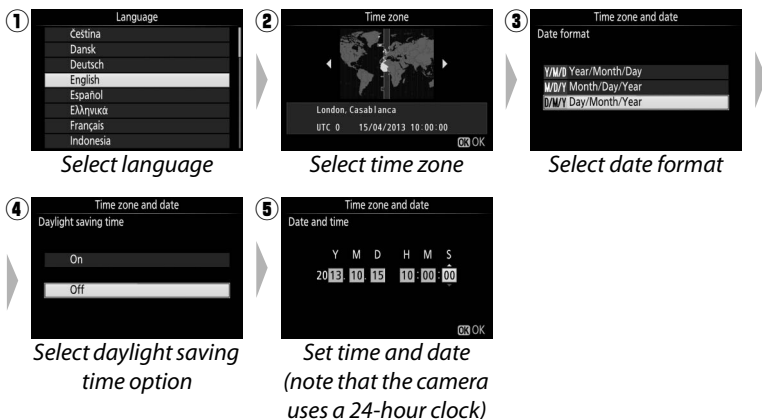 ① Language
Čeština
Dansk
Deutsch
English
Español
Ελληνικά
Français
Indonesia
Select language
② Time zone
London, Casablanca
UTC 0 15/04/2013 10:00:00
OK OK
Select time zone
③ Time zone and date
Date format
Y/M/D Year/Month/Day
M/D/Y Month/Day/Year
D/M/Y Day/Month/Year
Select date format
④ Time zone and date
Daylight saving time
On
Off
Select daylight saving
time option
⑤ Time zone and date
Date and time
Y M D H M S
2013. 10. 15 10:00:00
OK OK
Set time and date
(note that the camera
uses a 24-hour clock)